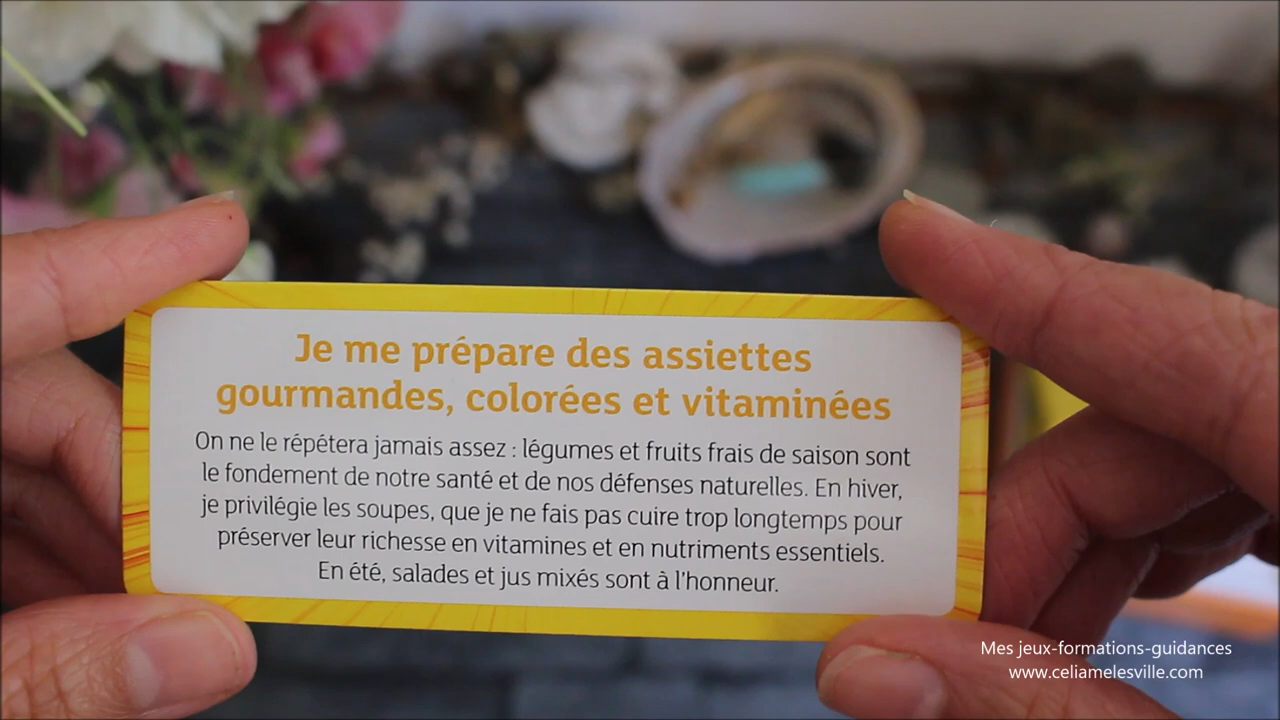 Je me prépare des assiettes
gourmandes, colorées et vitaminées
On ne le répétera jamais assez : légumes et fruits frais de saison sont
le fondement de notre santé et de nos défenses naturelles. En hiver,
je privilégie les soupes, que je ne fais pas cuire trop longtemps pour
préserver leur richesse en vitamines et en nutriments essentiels.
En été, salades et jus mixés sont à l'honneur.
Mes jeux-formations-guidances
www.celiamelesville.com